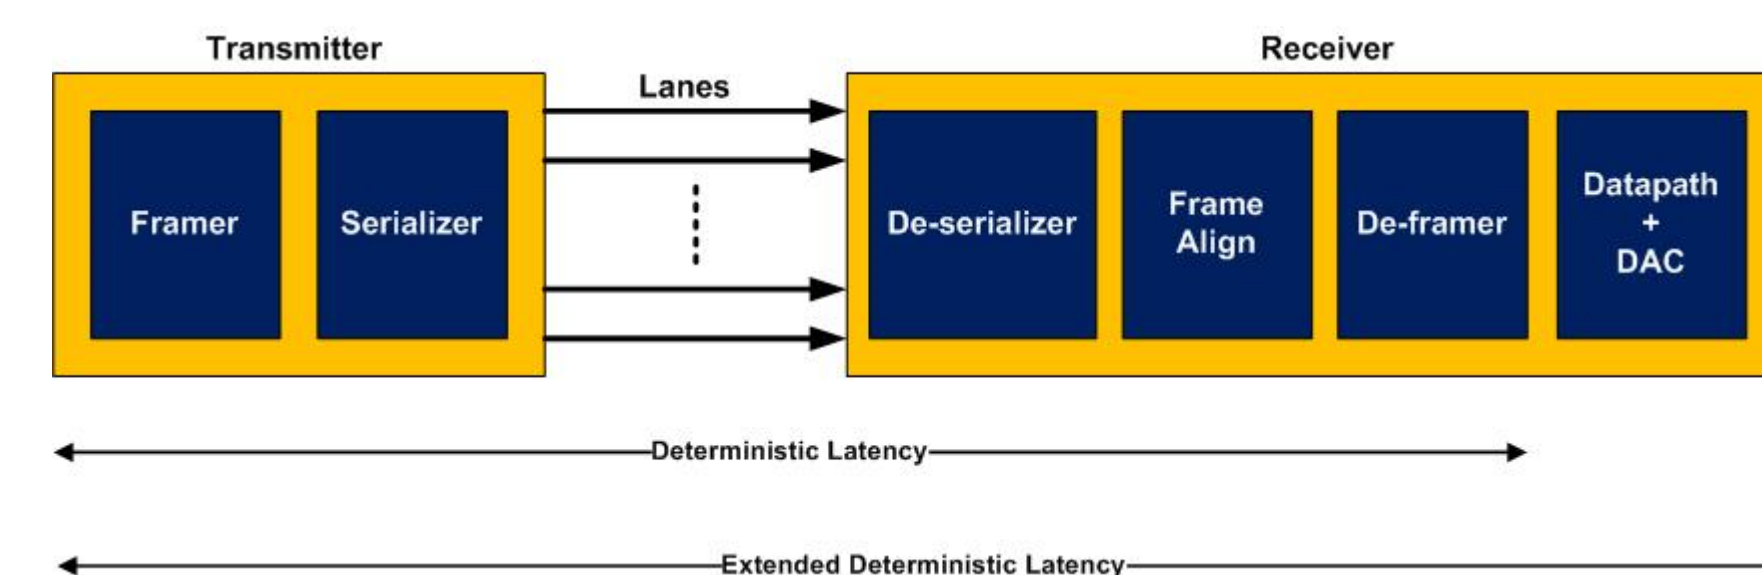 Transmitter
Receiver
Lanes
Framer
Serializer
De-serializer
Frame
Align
De-framer
Datapath
+
DAC
Deterministic Latency
Extended Deterministic Latency